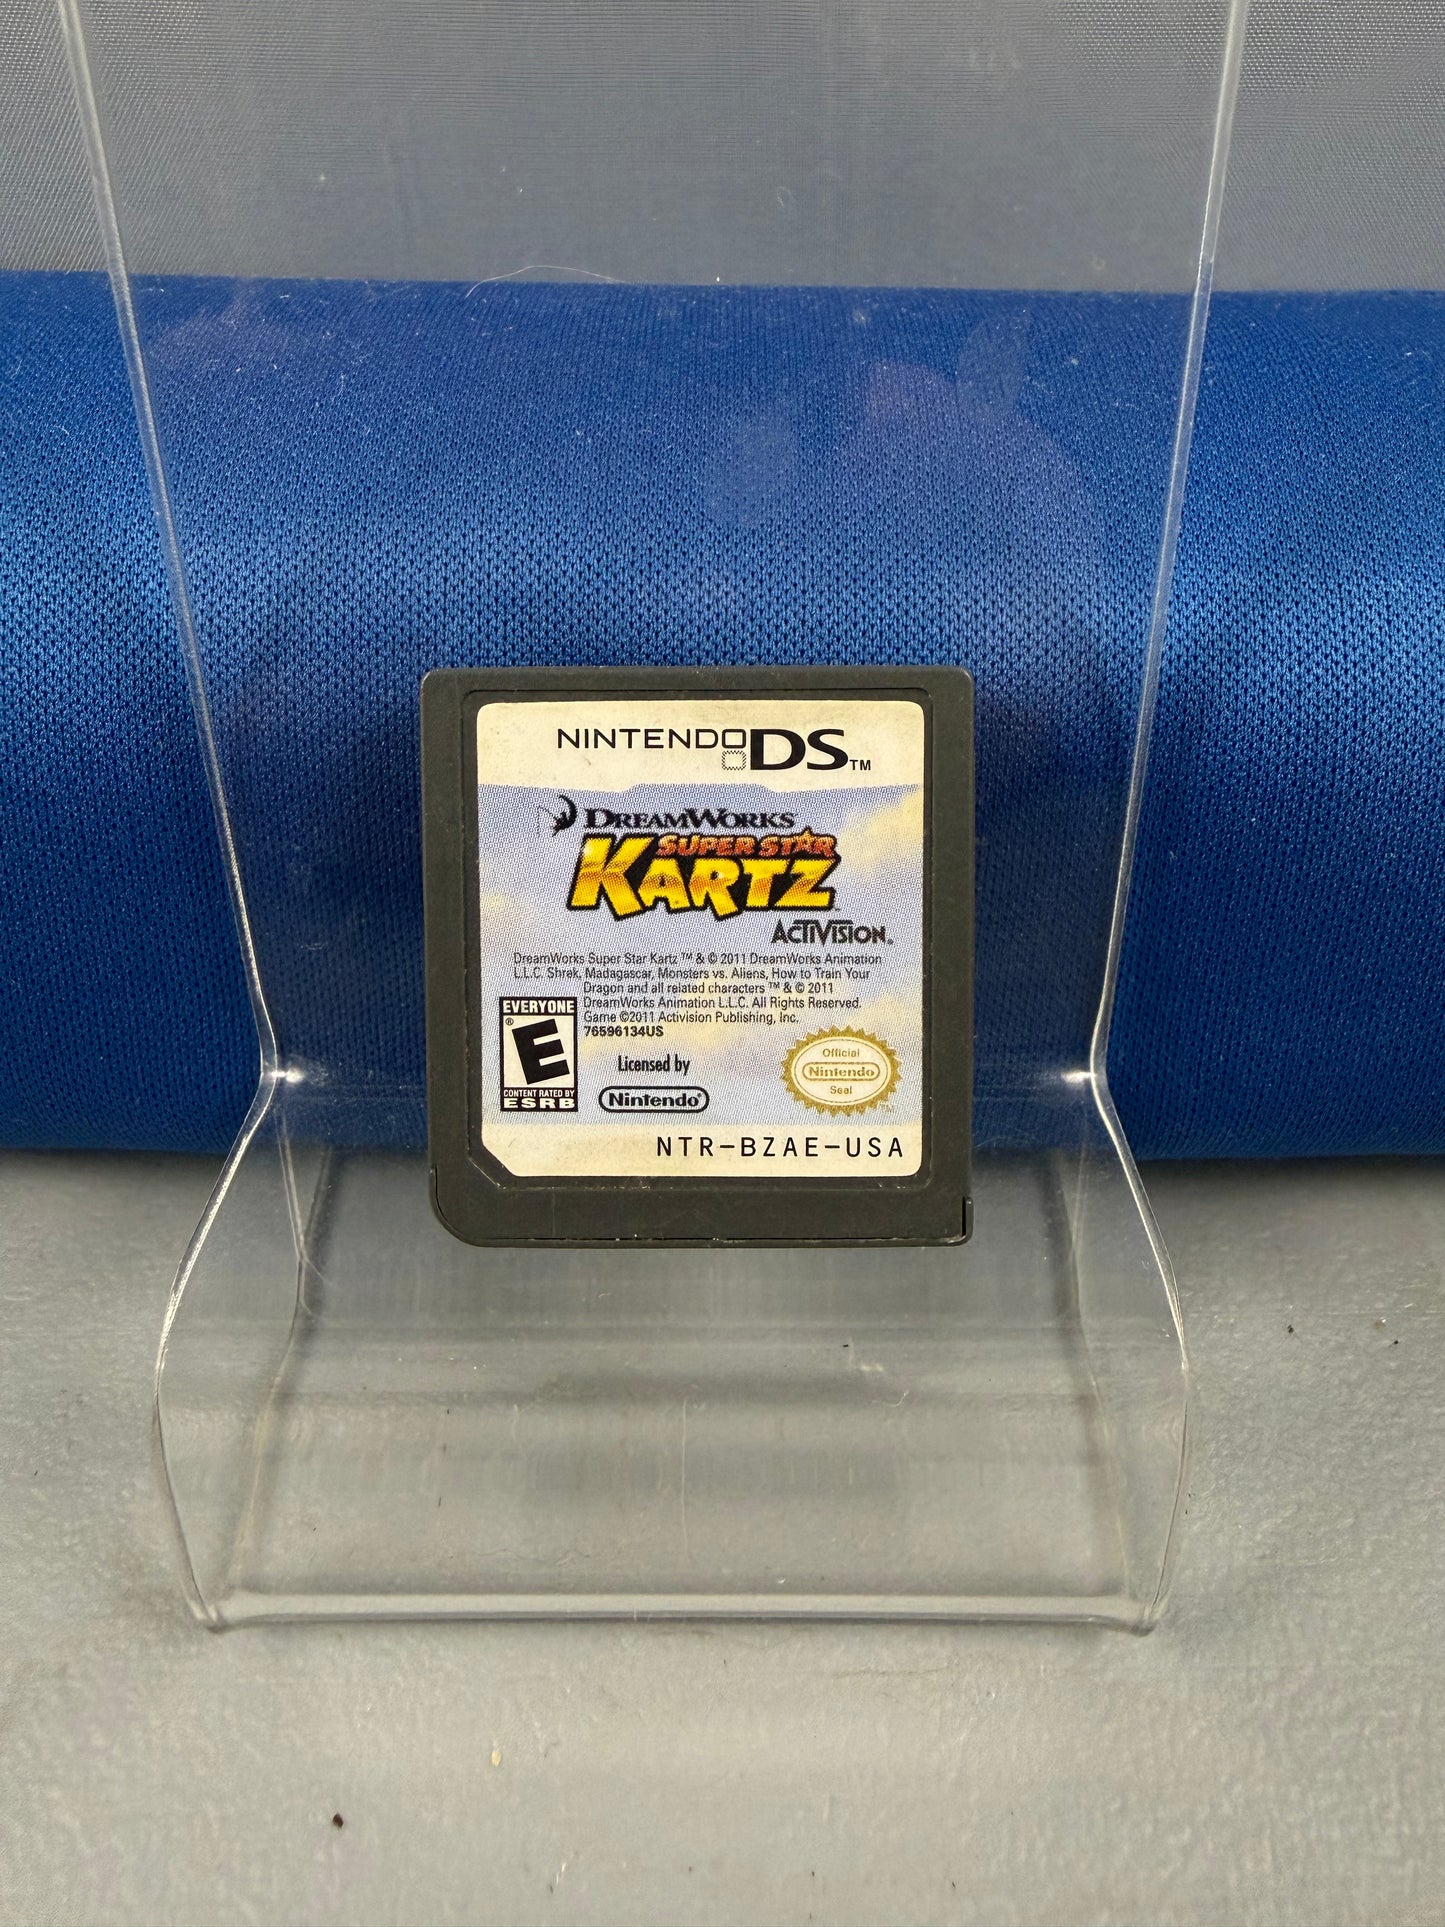 NINTENDO DS™
DREAMWORKS
SUPER STAR
KARTZ™
ACTIVISION®
DreamWorks Super Star Kartz ™ & © 2011 DreamWorks Animation
L.L.C. Shrek, Madagascar, Monsters vs. Aliens, How to Train Your
Dragon and all related characters ™ & © 2011
DreamWorks Animation L.L.C. All Rights Reserved.
Game ©2011 Activision Publishing, Inc.
76596134US
EVERYONE
E®
CONTENT RATED BY
ESRB
Licensed by
Nintendo®
Official
Nintendo
Seal
™
NTR-BZAE-USA